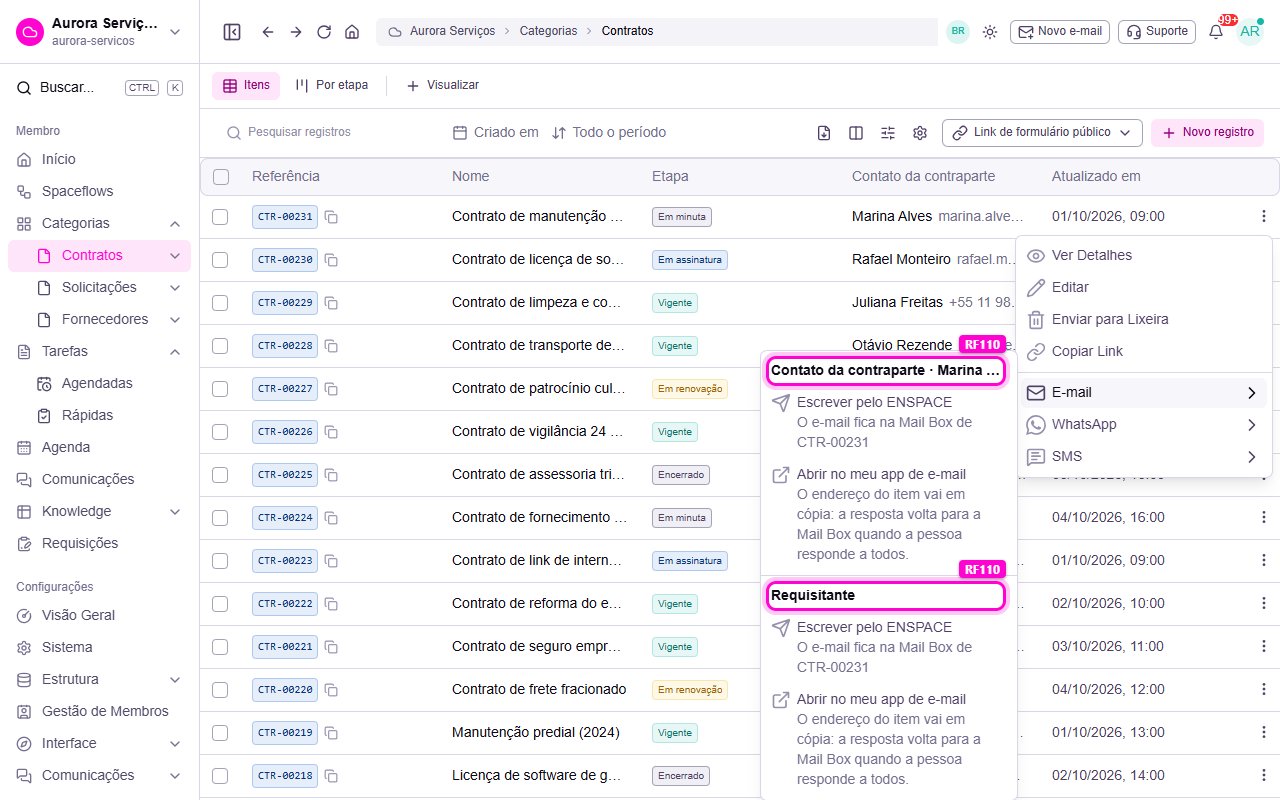 Aurora Serviç...
aurora-servicos
Buscar...
CTRL
K
Membro
Início
Spaceflows
Categorias
Contratos
Solicitações
Fornecedores
Tarefas
Agendadas
Rápidas
Agenda
Comunicações
Knowledge
Requisições
Configurações
Visão Geral
Sistema
Estrutura
Gestão de Membros
Interface
Comunicações
Aurora Serviços
Categorias
Contratos
BR
Novo e-mail
Suporte
99+
AR
Itens
Por etapa
Visualizar
Pesquisar registros
Criado em
Todo o período
Link de formulário público
Novo registro
Referência Nome Etapa Contato da contraparte Atualizado em
CTR-00231 Contrato de manutenção ... Em minuta Marina Alves marina.alve... 01/10/2026, 09:00
CTR-00230 Contrato de licença de so... Em assinatura Rafael Monteiro rafael.m...
CTR-00229 Contrato de limpeza e co... Vigente Juliana Freitas +55 11 98...
CTR-00228 Contrato de transporte de... Vigente Otávio Rezende
CTR-00227 Contrato de patrocínio cul... Em renovação
CTR-00226 Contrato de vigilância 24 ... Vigente
CTR-00225 Contrato de assessoria tri... Encerrado
CTR-00224 Contrato de fornecimento ... Em minuta 04/10/2026, 16:00
CTR-00223 Contrato de link de intern... Em assinatura 01/10/2026, 09:00
CTR-00222 Contrato de reforma do e... Vigente 02/10/2026, 10:00
CTR-00221 Contrato de seguro empr... Vigente 03/10/2026, 11:00
CTR-00220 Contrato de frete fracionado Em renovação 04/10/2026, 12:00
CTR-00219 Manutenção predial (2024) Vigente 01/10/2026, 13:00
CTR-00218 Licença de software de g... Encerrado 02/10/2026, 14:00
Ver Detalhes
Editar
Enviar para Lixeira
Copiar Link
E-mail
WhatsApp
SMS
RF110
Contato da contraparte · Marina ...
Escrever pelo ENSPACE
O e-mail fica na Mail Box de
CTR-00231
Abrir no meu app de e-mail
O endereço do item vai em
cópia: a resposta volta para a
Mail Box quando a pessoa
responde a todos.
RF110
Requisitante
Escrever pelo ENSPACE
O e-mail fica na Mail Box de
CTR-00231
Abrir no meu app de e-mail
O endereço do item vai em
cópia: a resposta volta para a
Mail Box quando a pessoa
responde a todos.